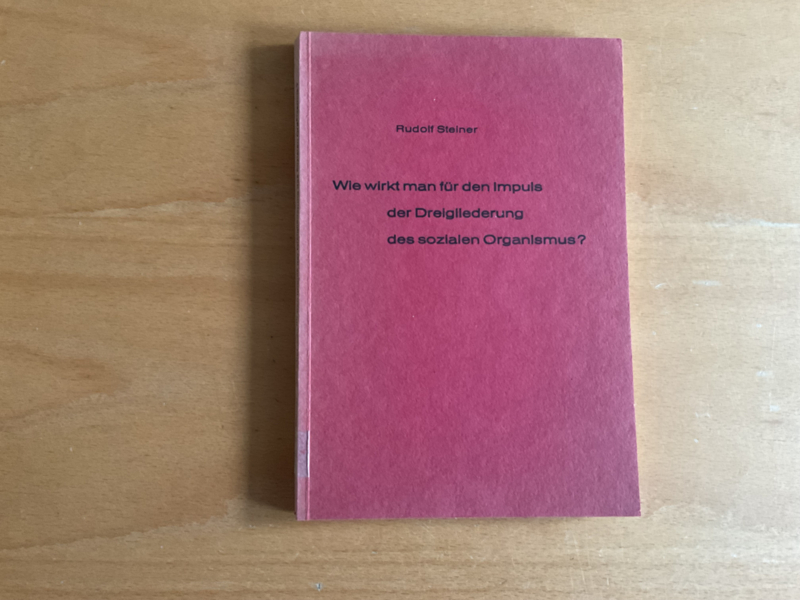 Rudolf Steiner
Wie wirkt man für den Impuls
der Dreigliederung
des sozialen Organismus?